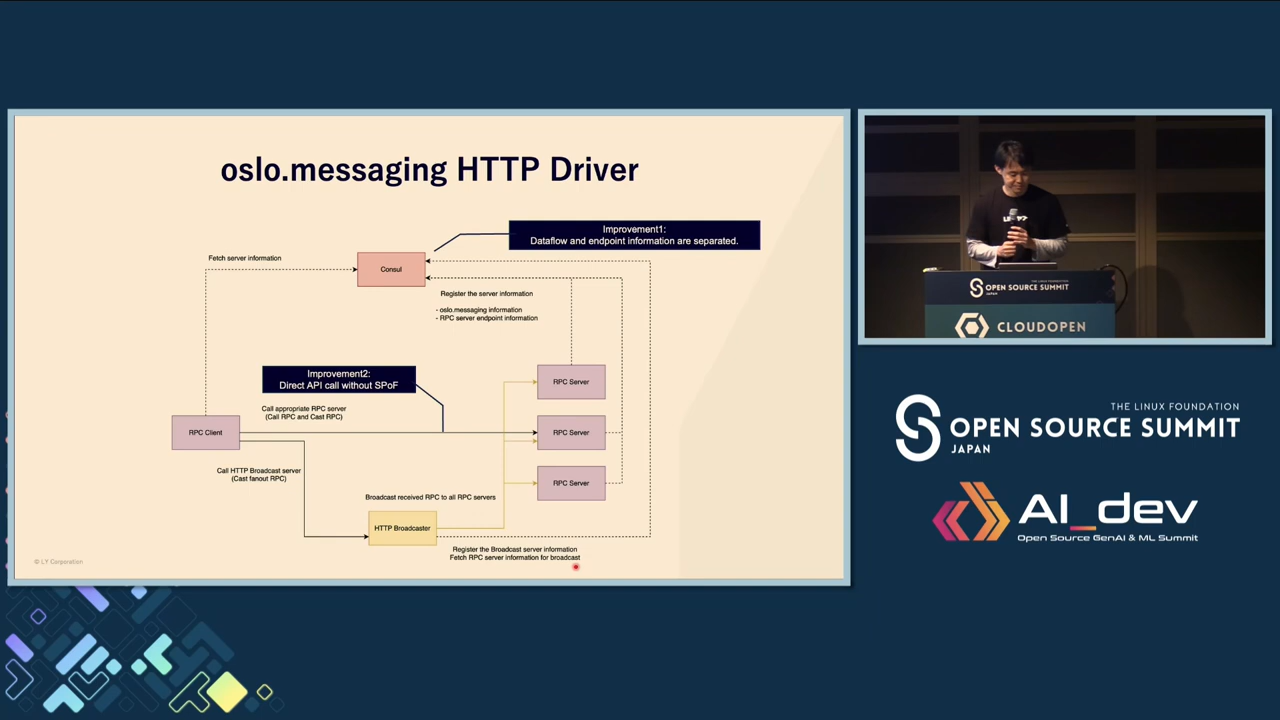 oslo.messaging HTTP Driver
Improvement1:
Dataflow and endpoint information are separated.
Fetch server information
Consul
Register the server information
- oslo.messaging information
- RPC server endpoint information
Improvement2:
Direct API call without SPoF
RPC Server
Call appropriate RPC server
(Call RPC and Cast RPC)
RPC Client
RPC Server
Call HTTP Broadcast server
(Cast fanout RPC)
RPC Server
Broadcast received RPC to all RPC servers
HTTP Broadcaster
Register the Broadcast server information
Fetch RPC server information for broadcast
© LY Corporation
THE LINUX FOUNDATION
OPEN SOURCE SUMMIT
JAPAN
CLOUDOPEN
THE LINUX FOUNDATION
OPEN SOURCE SUMMIT
JAPAN
AI_dev
Open Source GenAI & ML Summit